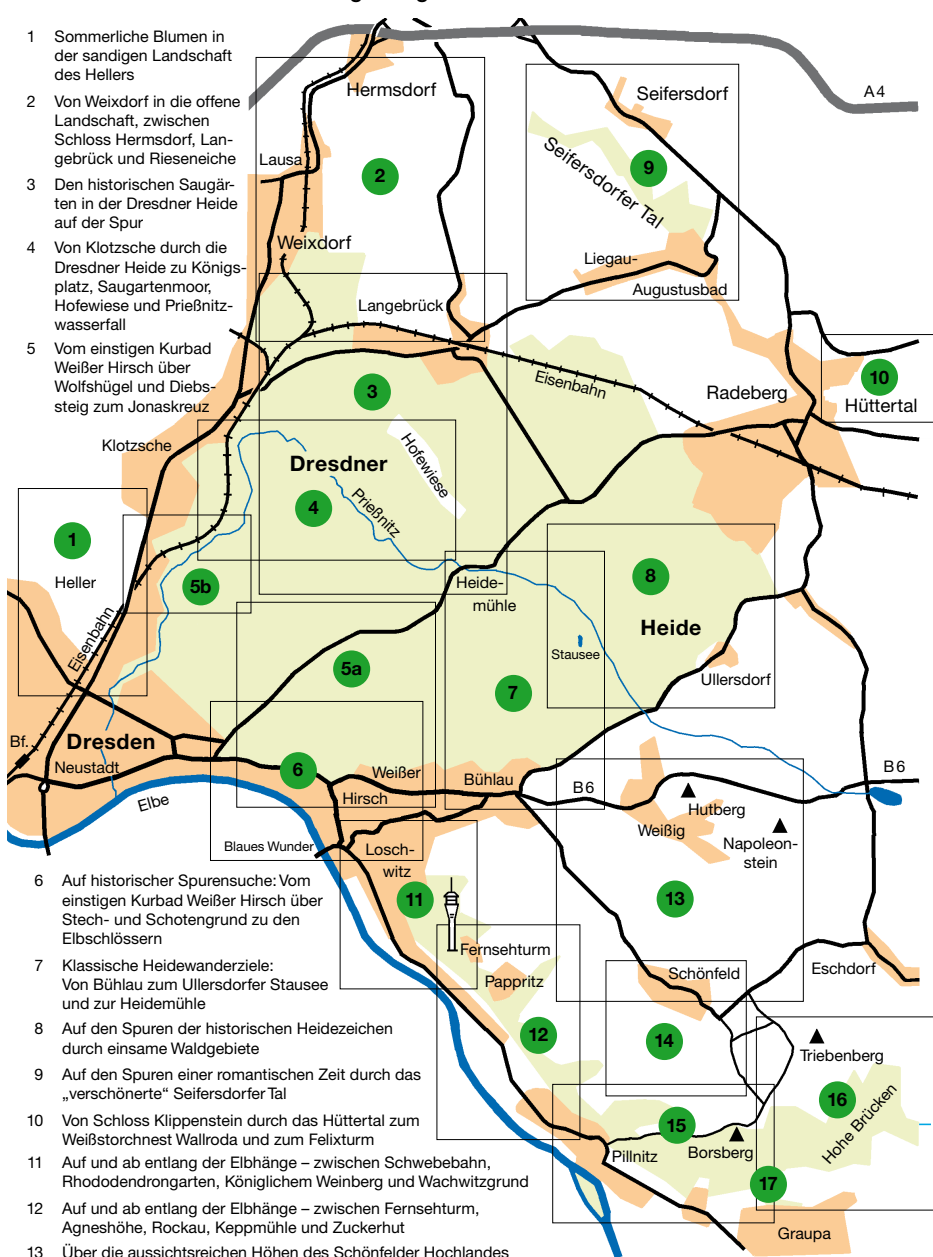 1 Sommerliche Blumen in
der sandigen Landschaft
des Hellers
2 Von Weixdorf in die offene
Landschaft, zwischen
Schloss Hermsdorf, Lan-
gebrück und Rieseneiche
3 Den historischen Saugär-
ten in der Dresdner Heide
auf der Spur
4 Von Klotzsche durch die
Dresdner Heide zu Königs-
platz, Saugartenmoor,
Hofewiese und Prießnitz-
wasserfall
5 Vom einstigen Kurbad
Weißer Hirsch über
Wolfshügel und Diebs-
steig zum Jonaskreuz
Hermsdorf
Seifersdorf
A 4
Lausa
2
9
Seifersdorfer Tal
Weixdorf
Liegau-
Augustusbad
Langebrück
3
Eisenbahn
Radeberg
10
Hüttertal
Klotzsche
Hofewiese
Dresdner
4
Prießnitz
1
Heller
5b
Heide-
mühle
8
Heide
Eisenbahn
Stausee
5a
Ullersdorf
7
Bf.
Dresden
Neustadt
6
Weißer
Hirsch
Bühlau
B 6
B 6
Elbe
Hutberg
Weißig
Napoleon-
stein
Blaues Wunder
Losch-
witz
11
13
Fernsehturm
Pappritz
Schönfeld
Eschdorf
12
14
Triebenberg
16
Hohe Brücken
15
Pillnitz
Borsberg
17
Graupa
6 Auf historischer Spurensuche: Vom
einstigen Kurbad Weißer Hirsch über
Stech- und Schotengrund zu den
Elbschlössern
7 Klassische Heidewanderziele:
Von Bühlau zum Ullersdorfer Stausee
und zur Heidemühle
8 Auf den Spuren der historischen Heidezeichen
durch einsame Waldgebiete
9 Auf den Spuren einer romantischen Zeit durch das
„verschönerte“ Seifersdorfer Tal
10 Von Schloss Klippenstein durch das Hüttertal zum
Weißstorchnest Wallroda und zum Felixturm
11 Auf und ab entlang der Elbhänge – zwischen Schwebebahn,
Rhododendrongarten, Königlichem Weinberg und Wachwitzgrund
12 Auf und ab entlang der Elbhänge – zwischen Fernsehturm,
Agneshöhe, Rockau, Keppmühle und Zuckerhut
13 Über die aussichtsreichen Höhen des Schönfelder Hochlandes